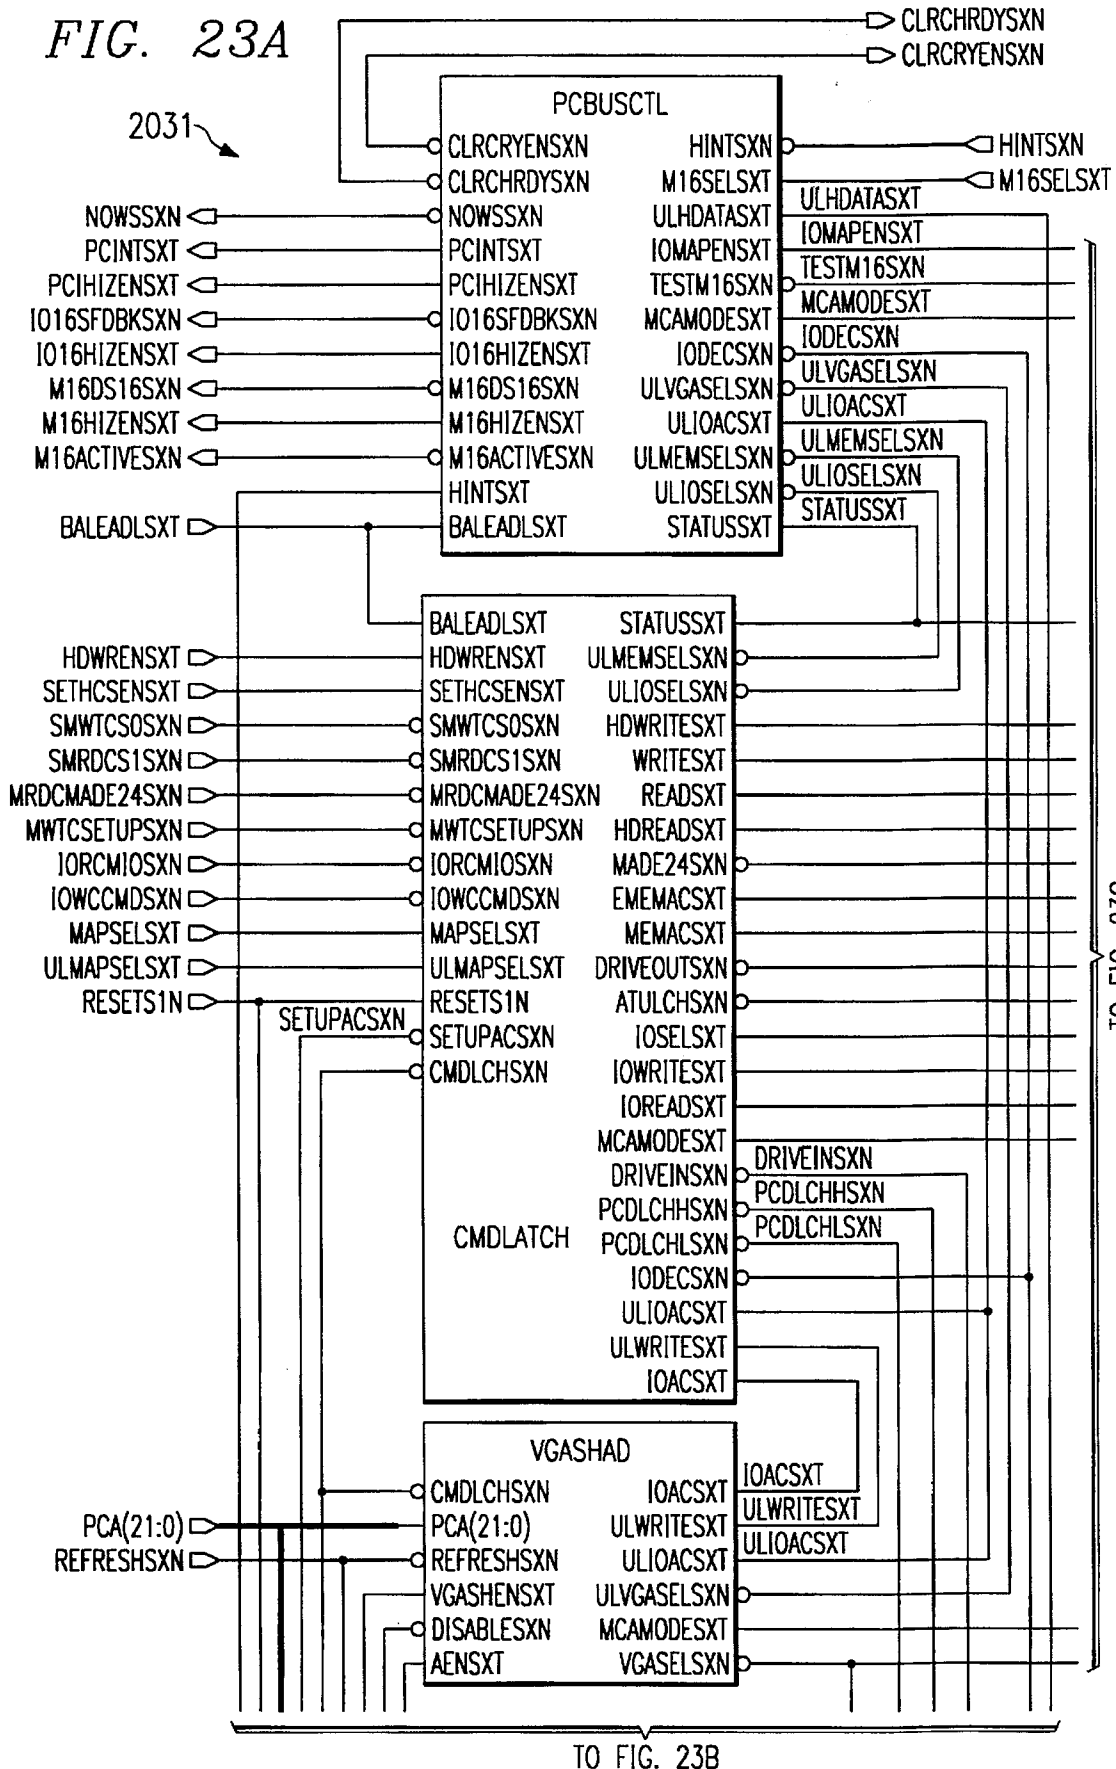 FIG. 23A
CLRCHRDYSXN
CLRCRYENSXN
2031
PCBUSCTL
CLRCRYENSXN HINTSXN HINTSXN
CLRCHRDYSXN M16SELSXT M16SELSXT
NOWSSXN NOWSSXN ULHDATASXT ULHDATASXT
PCINTSXT PCINTSXT IOMAPENSXT IOMAPENSXT
PCIHIZENSXT PCIHIZENSXT TESTM16SXN TESTM16SXN
IO16SFDBKSXN IO16SFDBKSXN MCAMODESXT MCAMODESXT
IO16HIZENSXT IO16HIZENSXT IODECSXN IODECSXN
M16DS16SXN M16DS16SXN ULVGASELSXN ULVGASELSXN
M16HIZENSXT M16HIZENSXT ULIOACSXT ULIOACSXT
M16ACTIVESXN M16ACTIVESXN ULMEMSELSXN ULMEMSELSXN
HINTSXT ULIOSELSXN ULIOSELSXN
BALEADLSXT BALEADLSXT STATUSSXT STATUSSXT
BALEADLSXT STATUSSXT
HDWRENSXT HDWRENSXT ULMEMSELSXN
SETHCSENSXT SETHCSENSXT ULIOSELSXN
SMWTCS0SXN SMWTCS0SXN HDWRITESXT
SMRDCS1SXN SMRDCS1SXN WRITESXT
MRDCMADE24SXN MRDCMADE24SXN READSXT
MWTCSETUPSXN MWTCSETUPSXN HDREADSXT
IORCMIOSXN IORCMIOSXN MADE24SXN
IOWCCMDSXN IOWCCMDSXN EMEMACSXT
MAPSELSXT MAPSELSXT MEMACSXT
ULMAPSELSXT ULMAPSELSXT DRIVEOUTSXN
RESETS1N RESETS1N ATULCHSXN
SETUPACSXN SETUPACSXN IOSELSXT
CMDLCHSXN IOWRITESXT
IOREADSXT
MCAMODESXT
DRIVEINSXN DRIVEINSXN
PCDLCHHSXN PCDLCHHSXN
CMDLATCH PCDLCHLSXN PCDLCHLSXN
IODECSXN
ULIOACSXT
ULWRITESXT
IOACSXT
VGASHAD
CMDLCHSXN IOACSXT IOACSXT
PCA(21:0) PCA(21:0) ULWRITESXT ULWRITESXT
REFRESHSXN REFRESHSXN ULIOACSXT ULIOACSXT
VGASHENSXT ULVGASELSXN
DISABLESXN MCAMODESXT
AENSXT VGASELSXN
TO FIG. 23B
TO FIG.